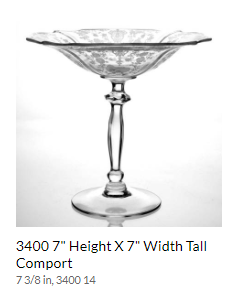 3400 7" Height X 7" Width Tall
Comport
7 3/8 in, 3400 14